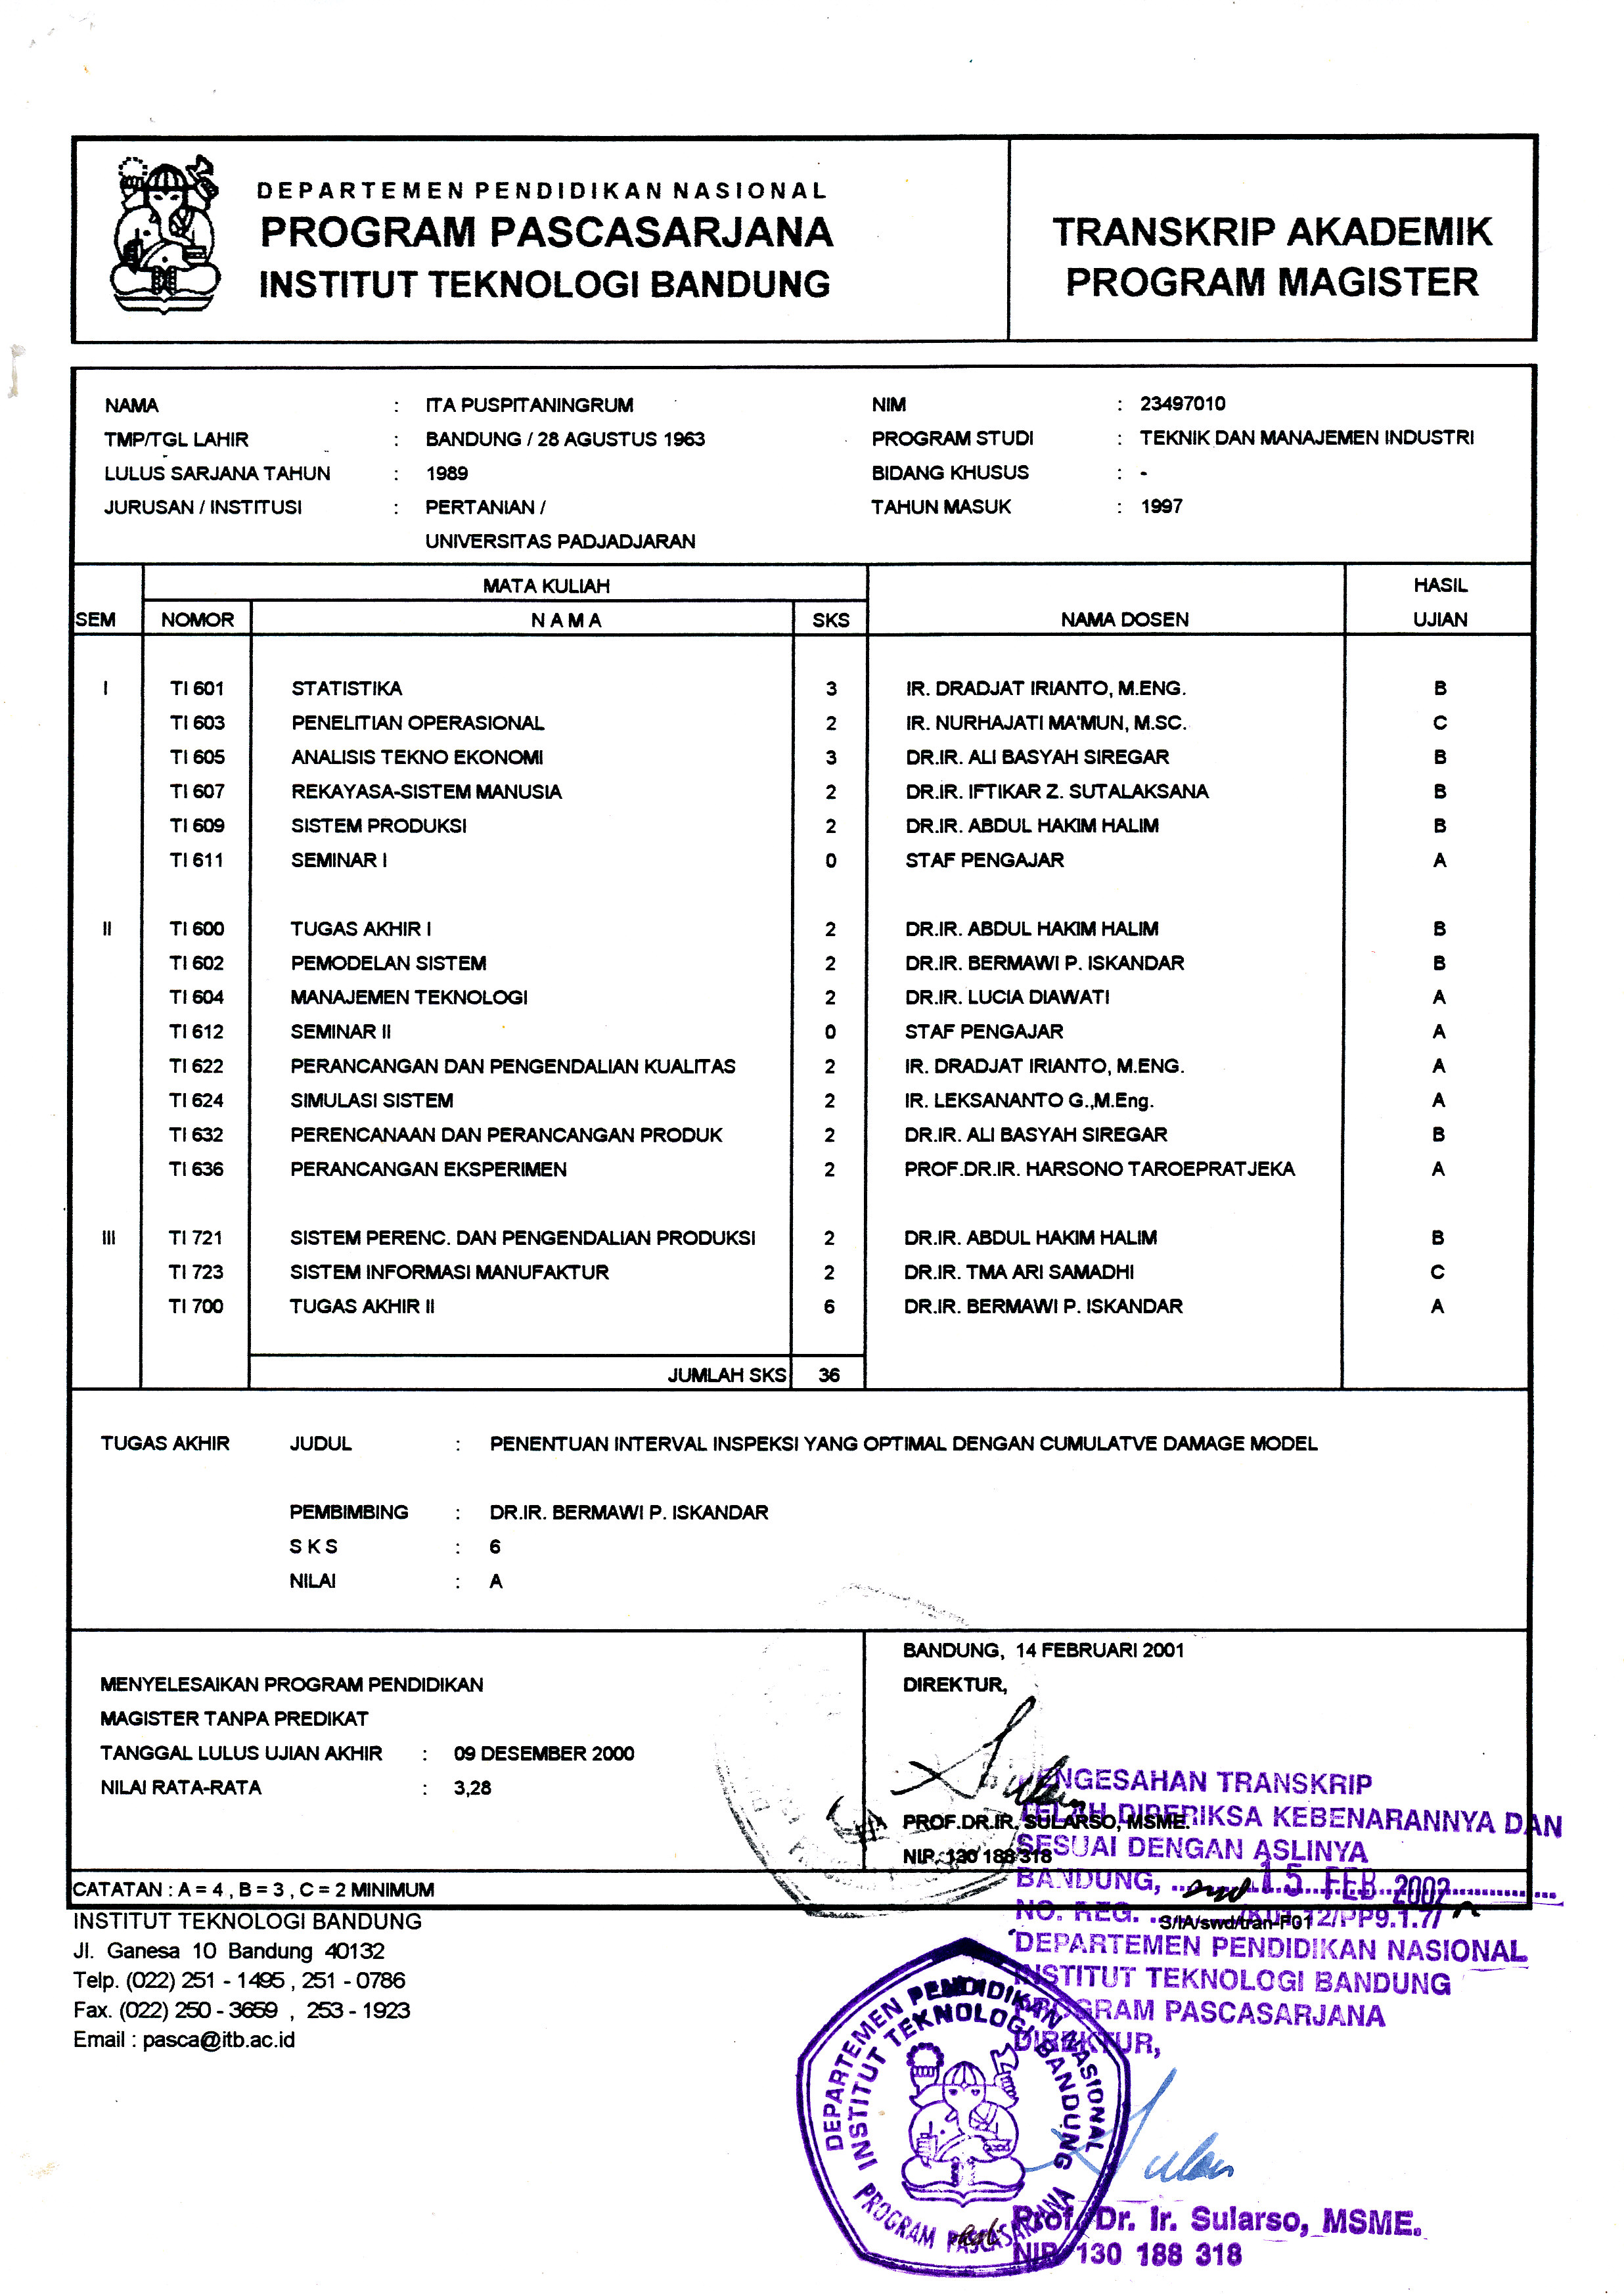 DEPARTEMEN PENDIDIKAN NASIONAL
PROGRAM PASCASARJANA
INSTITUT TEKNOLOGI BANDUNG
TRANSKRIP AKADEMIK
PROGRAM MAGISTER
NAMA : ITA PUSPITANINGRUM NIM : 23497010
TMP/TGL LAHIR : BANDUNG / 28 AGUSTUS 1963 PROGRAM STUDI : TEKNIK DAN MANAJEMEN INDUSTRI
LULUS SARJANA TAHUN : 1989 BIDANG KHUSUS : -
JURUSAN / INSTITUSI : PERTANIAN / TAHUN MASUK : 1997
UNIVERSITAS PADJADJARAN
MATA KULIAH HASIL
SEM NOMOR N A M A SKS NAMA DOSEN UJIAN
I TI 601 STATISTIKA 3 IR. DRADJAT IRIANTO, M.ENG. B
TI 603 PENELITIAN OPERASIONAL 2 IR. NURHAJATI MA'MUN, M.SC. C
TI 605 ANALISIS TEKNO EKONOMI 3 DR.IR. ALI BASYAH SIREGAR B
TI 607 REKAYASA-SISTEM MANUSIA 2 DR.IR. IFTIKAR Z. SUTALAKSANA B
TI 609 SISTEM PRODUKSI 2 DR.IR. ABDUL HAKIM HALIM B
TI 611 SEMINAR I 0 STAF PENGAJAR A
II TI 600 TUGAS AKHIR I 2 DR.IR. ABDUL HAKIM HALIM B
TI 602 PEMODELAN SISTEM 2 DR.IR. BERMAWI P. ISKANDAR B
TI 604 MANAJEMEN TEKNOLOGI 2 DR.IR. LUCIA DIAWATI A
TI 612 SEMINAR II 0 STAF PENGAJAR A
TI 622 PERANCANGAN DAN PENGENDALIAN KUALITAS 2 IR. DRADJAT IRIANTO, M.ENG. A
TI 624 SIMULASI SISTEM 2 IR. LEKSANANTO G.,M.Eng. A
TI 632 PERENCANAAN DAN PERANCANGAN PRODUK 2 DR.IR. ALI BASYAH SIREGAR B
TI 636 PERANCANGAN EKSPERIMEN 2 PROF.DR.IR. HARSONO TAROEPRATJEKA A
III TI 721 SISTEM PERENC. DAN PENGENDALIAN PRODUKSI 2 DR.IR. ABDUL HAKIM HALIM B
TI 723 SISTEM INFORMASI MANUFAKTUR 2 DR.IR. TMA ARI SAMADHI C
TI 700 TUGAS AKHIR II 6 DR.IR. BERMAWI P. ISKANDAR A
JUMLAH SKS 36
TUGAS AKHIR JUDUL : PENENTUAN INTERVAL INSPEKSI YANG OPTIMAL DENGAN CUMULATVE DAMAGE MODEL
PEMBIMBING : DR.IR. BERMAWI P. ISKANDAR
S K S : 6
NILAI : A
MENYELESAIKAN PROGRAM PENDIDIKAN
MAGISTER TANPA PREDIKAT
TANGGAL LULUS UJIAN AKHIR : 09 DESEMBER 2000
NILAI RATA-RATA : 3,28
BANDUNG, 14 FEBRUARI 2001
DIREKTUR,
PROF.DR.IR. SULARSO, MSME.
NIP. 130 188 318
CATATAN : A = 4 , B = 3 , C = 2 MINIMUM
S/IA/swd/tran-F01
INSTITUT TEKNOLOGI BANDUNG
Jl. Ganesa 10 Bandung 40132
Telp. (022) 251 - 1495 , 251 - 0786
Fax. (022) 250 - 3659 , 253 - 1923
Email : pasca@itb.ac.id
PENGESAHAN TRANSKRIP
TELAH DIPERIKSA KEBENARANNYA DAN
SESUAI DENGAN ASLINYA
BANDUNG, 15 FEB 2002
NO. REG. /K01.12/PP9.1.7/
DEPARTEMEN PENDIDIKAN NASIONAL
INSTITUT TEKNOLOGI BANDUNG
PROGRAM PASCASARJANA
DIREKTUR,
Prof. Dr. Ir. Sularso, MSME.
NIP. 130 188 318
DEPARTEMEN PENDIDIKAN NASIONAL
INSTITUT TEKNOLOGI BANDUNG
PROGRAM PASCASARJANA